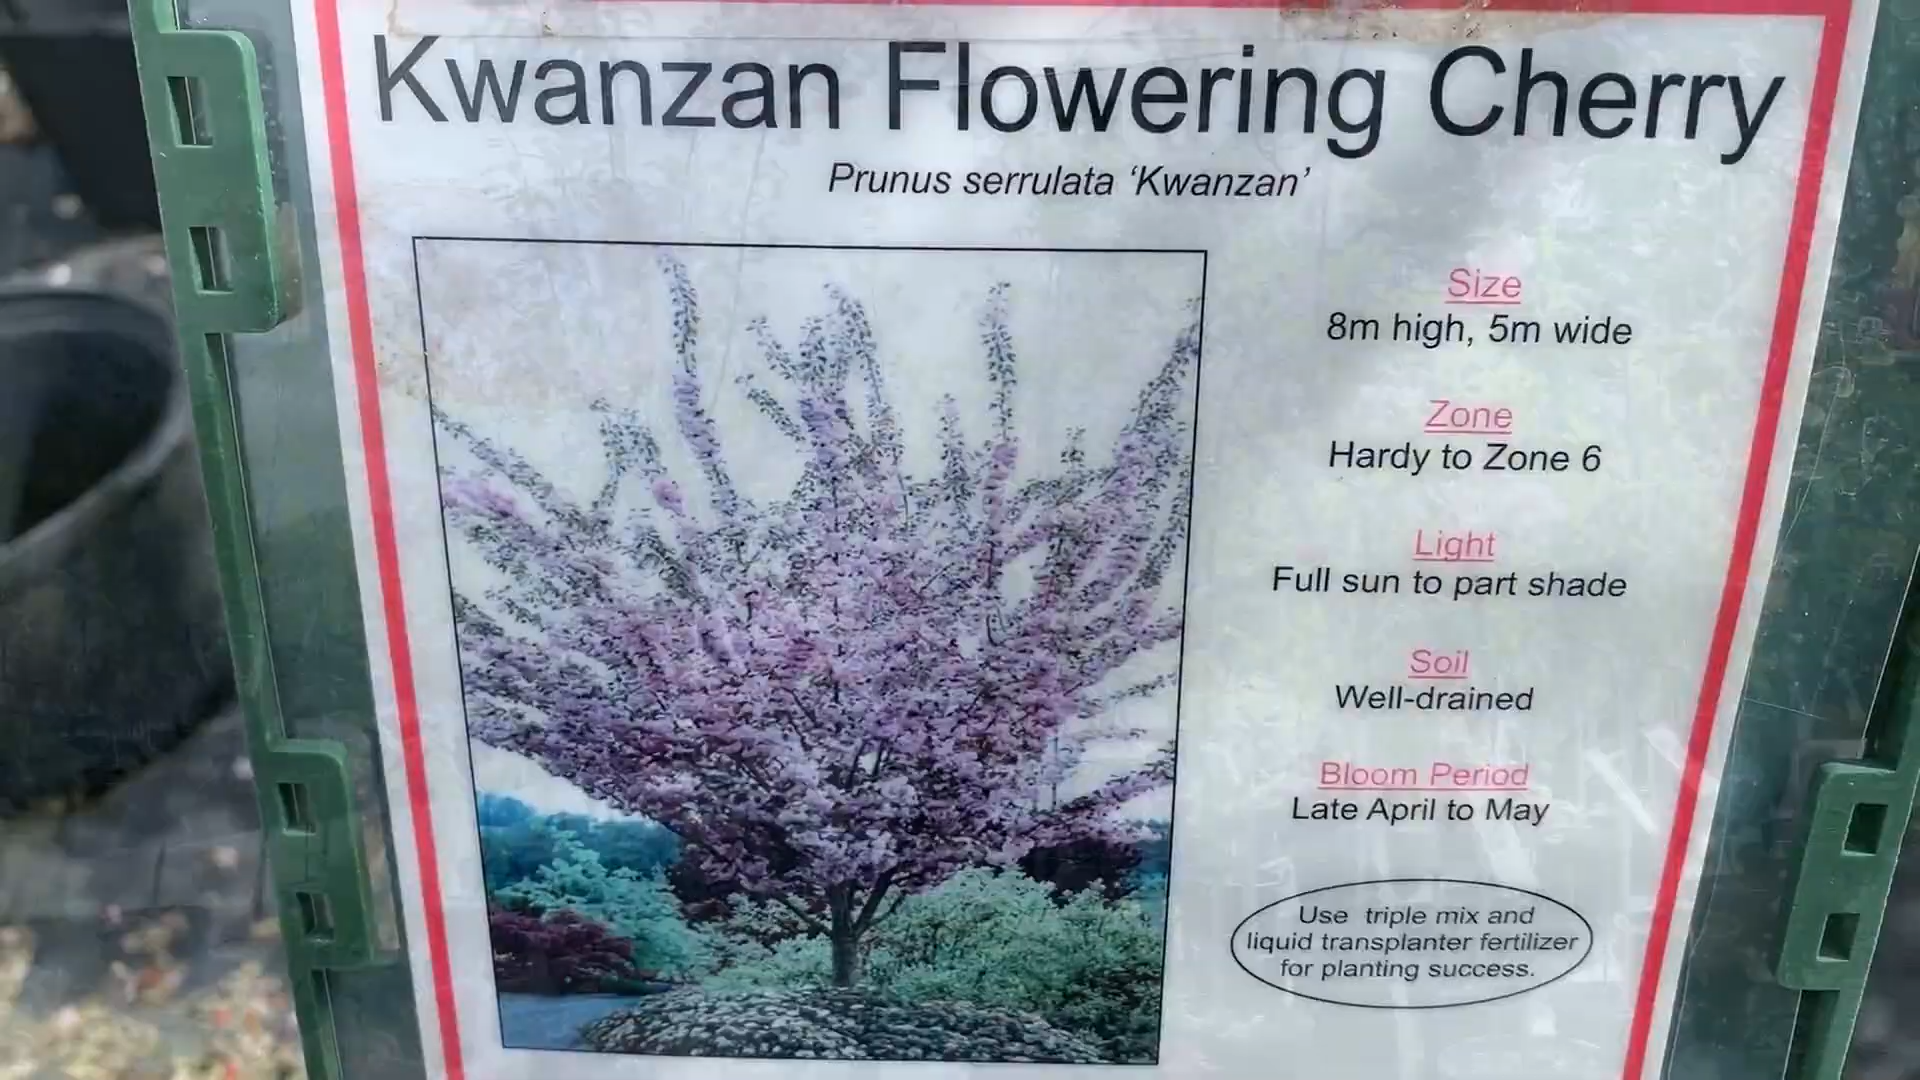 Kwanzan Flowering Cherry
Prunus serrulata ‘Kwanzan’
Size
8m high, 5m wide
Zone
Hardy to Zone 6
Light
Full sun to part shade
Soil
Well-drained
Bloom Period
Late April to May
Use triple mix and
liquid transplanter fertilizer
for planting success.